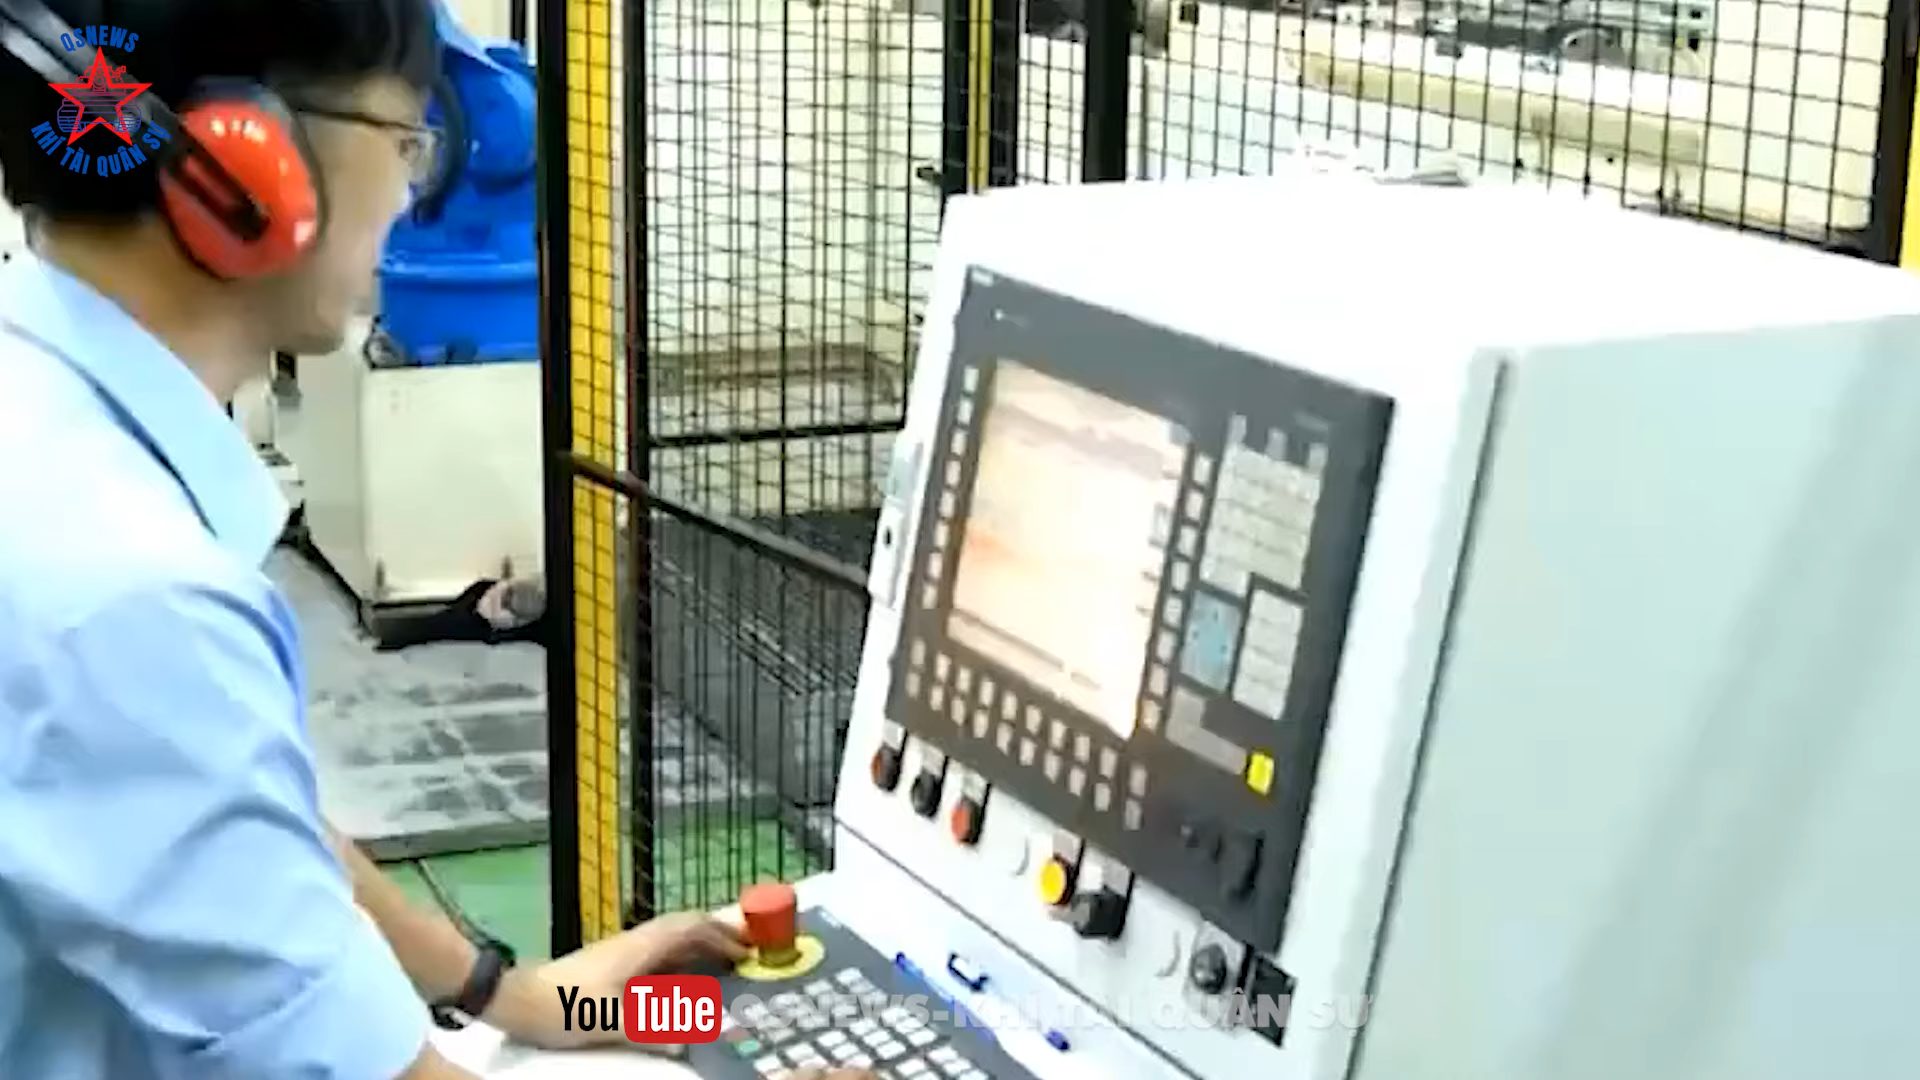 QSNEWS
KHÍ TÀI QUÂN SỰ
YouTube QSNEWS-KHÍ TÀI QUÂN SỰ